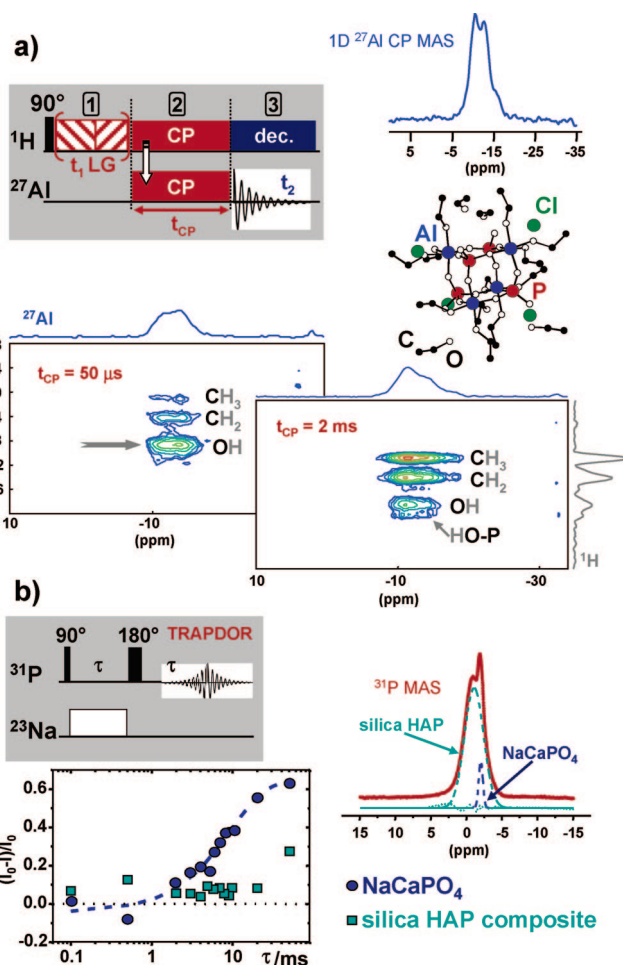 a)
1D ²⁷Al CP MAS
90°
1
2
3
¹H
t₁ LG
CP
dec.
²⁷Al
CP
t₂
t_CP
5 -5 -15 -25 -35
(ppm)
Al
Cl
P
C
O
²⁷Al
t_CP = 50 µs
CH₃
CH₂
OH
10 -10
(ppm)
t_CP = 2 ms
CH₃
CH₂
OH
HO-P
¹H
10 -10 -30
(ppm)
b)
90° 180° TRAPDOR
³¹P
τ τ
²³Na
³¹P MAS
silica HAP
NaCaPO₄
15 10 5 0 -5 -10 -15
(ppm)
(I₀-I)/I₀
0.6
0.4
0.2
0.0
-0.2
0.1 1 10
τ/ms
NaCaPO₄
silica HAP composite